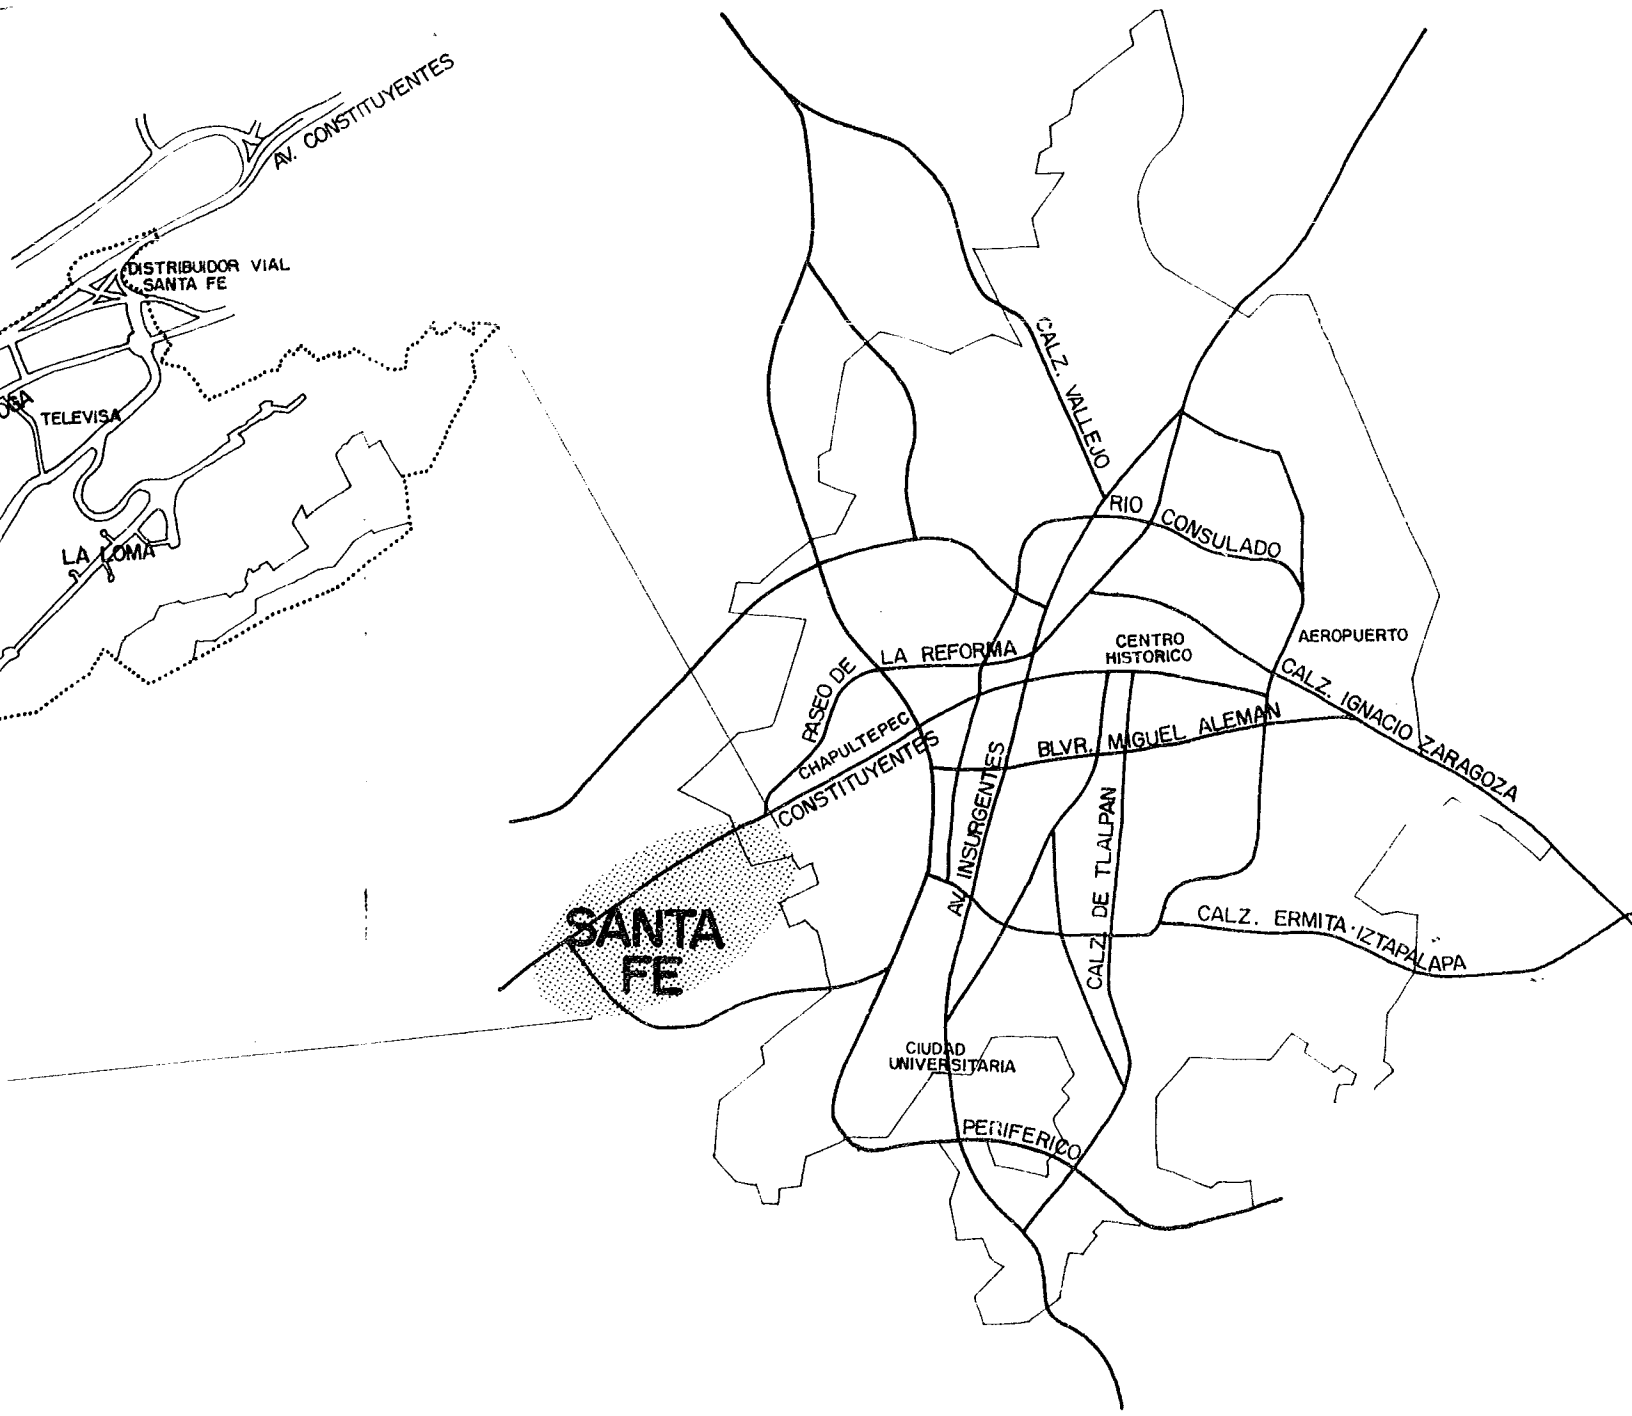 AV. CONSTITUYENTES
DISTRIBUIDOR VIAL
SANTA FE
TELEVISA
LA LOMA
CALZ. VALLEJO
RIO CONSULADO
CENTRO
HISTORICO
AEROPUERTO
PASEO DE LA REFORMA
CALZ. IGNACIO ZARAGOZA
CHAPULTEPEC
CONSTITUYENTES
BLVR. MIGUEL ALEMAN
AV. INSURGENTES
CALZ. DE TLALPAN
SANTA
FE
CALZ. ERMITA·IZTAPALAPA
CIUDAD
UNIVERSITARIA
PERIFERICO